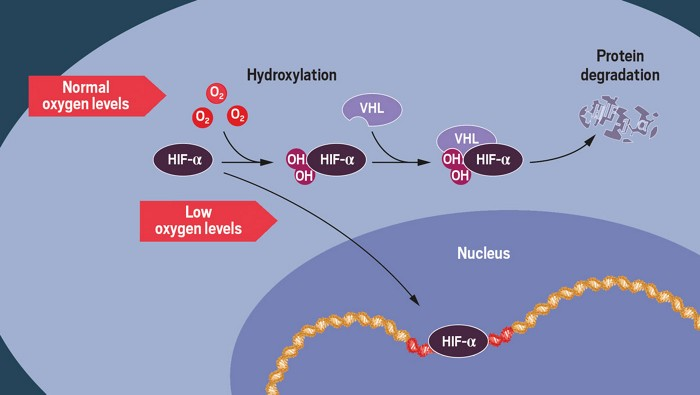 Normal
oxygen levels
O2
O2
O2
Hydroxylation
VHL
Protein
degradation
HIF-α
OH
OH
HIF-α
VHL
OH
OH
HIF-α
HIF-α
Low
oxygen levels
Nucleus
HIF-α